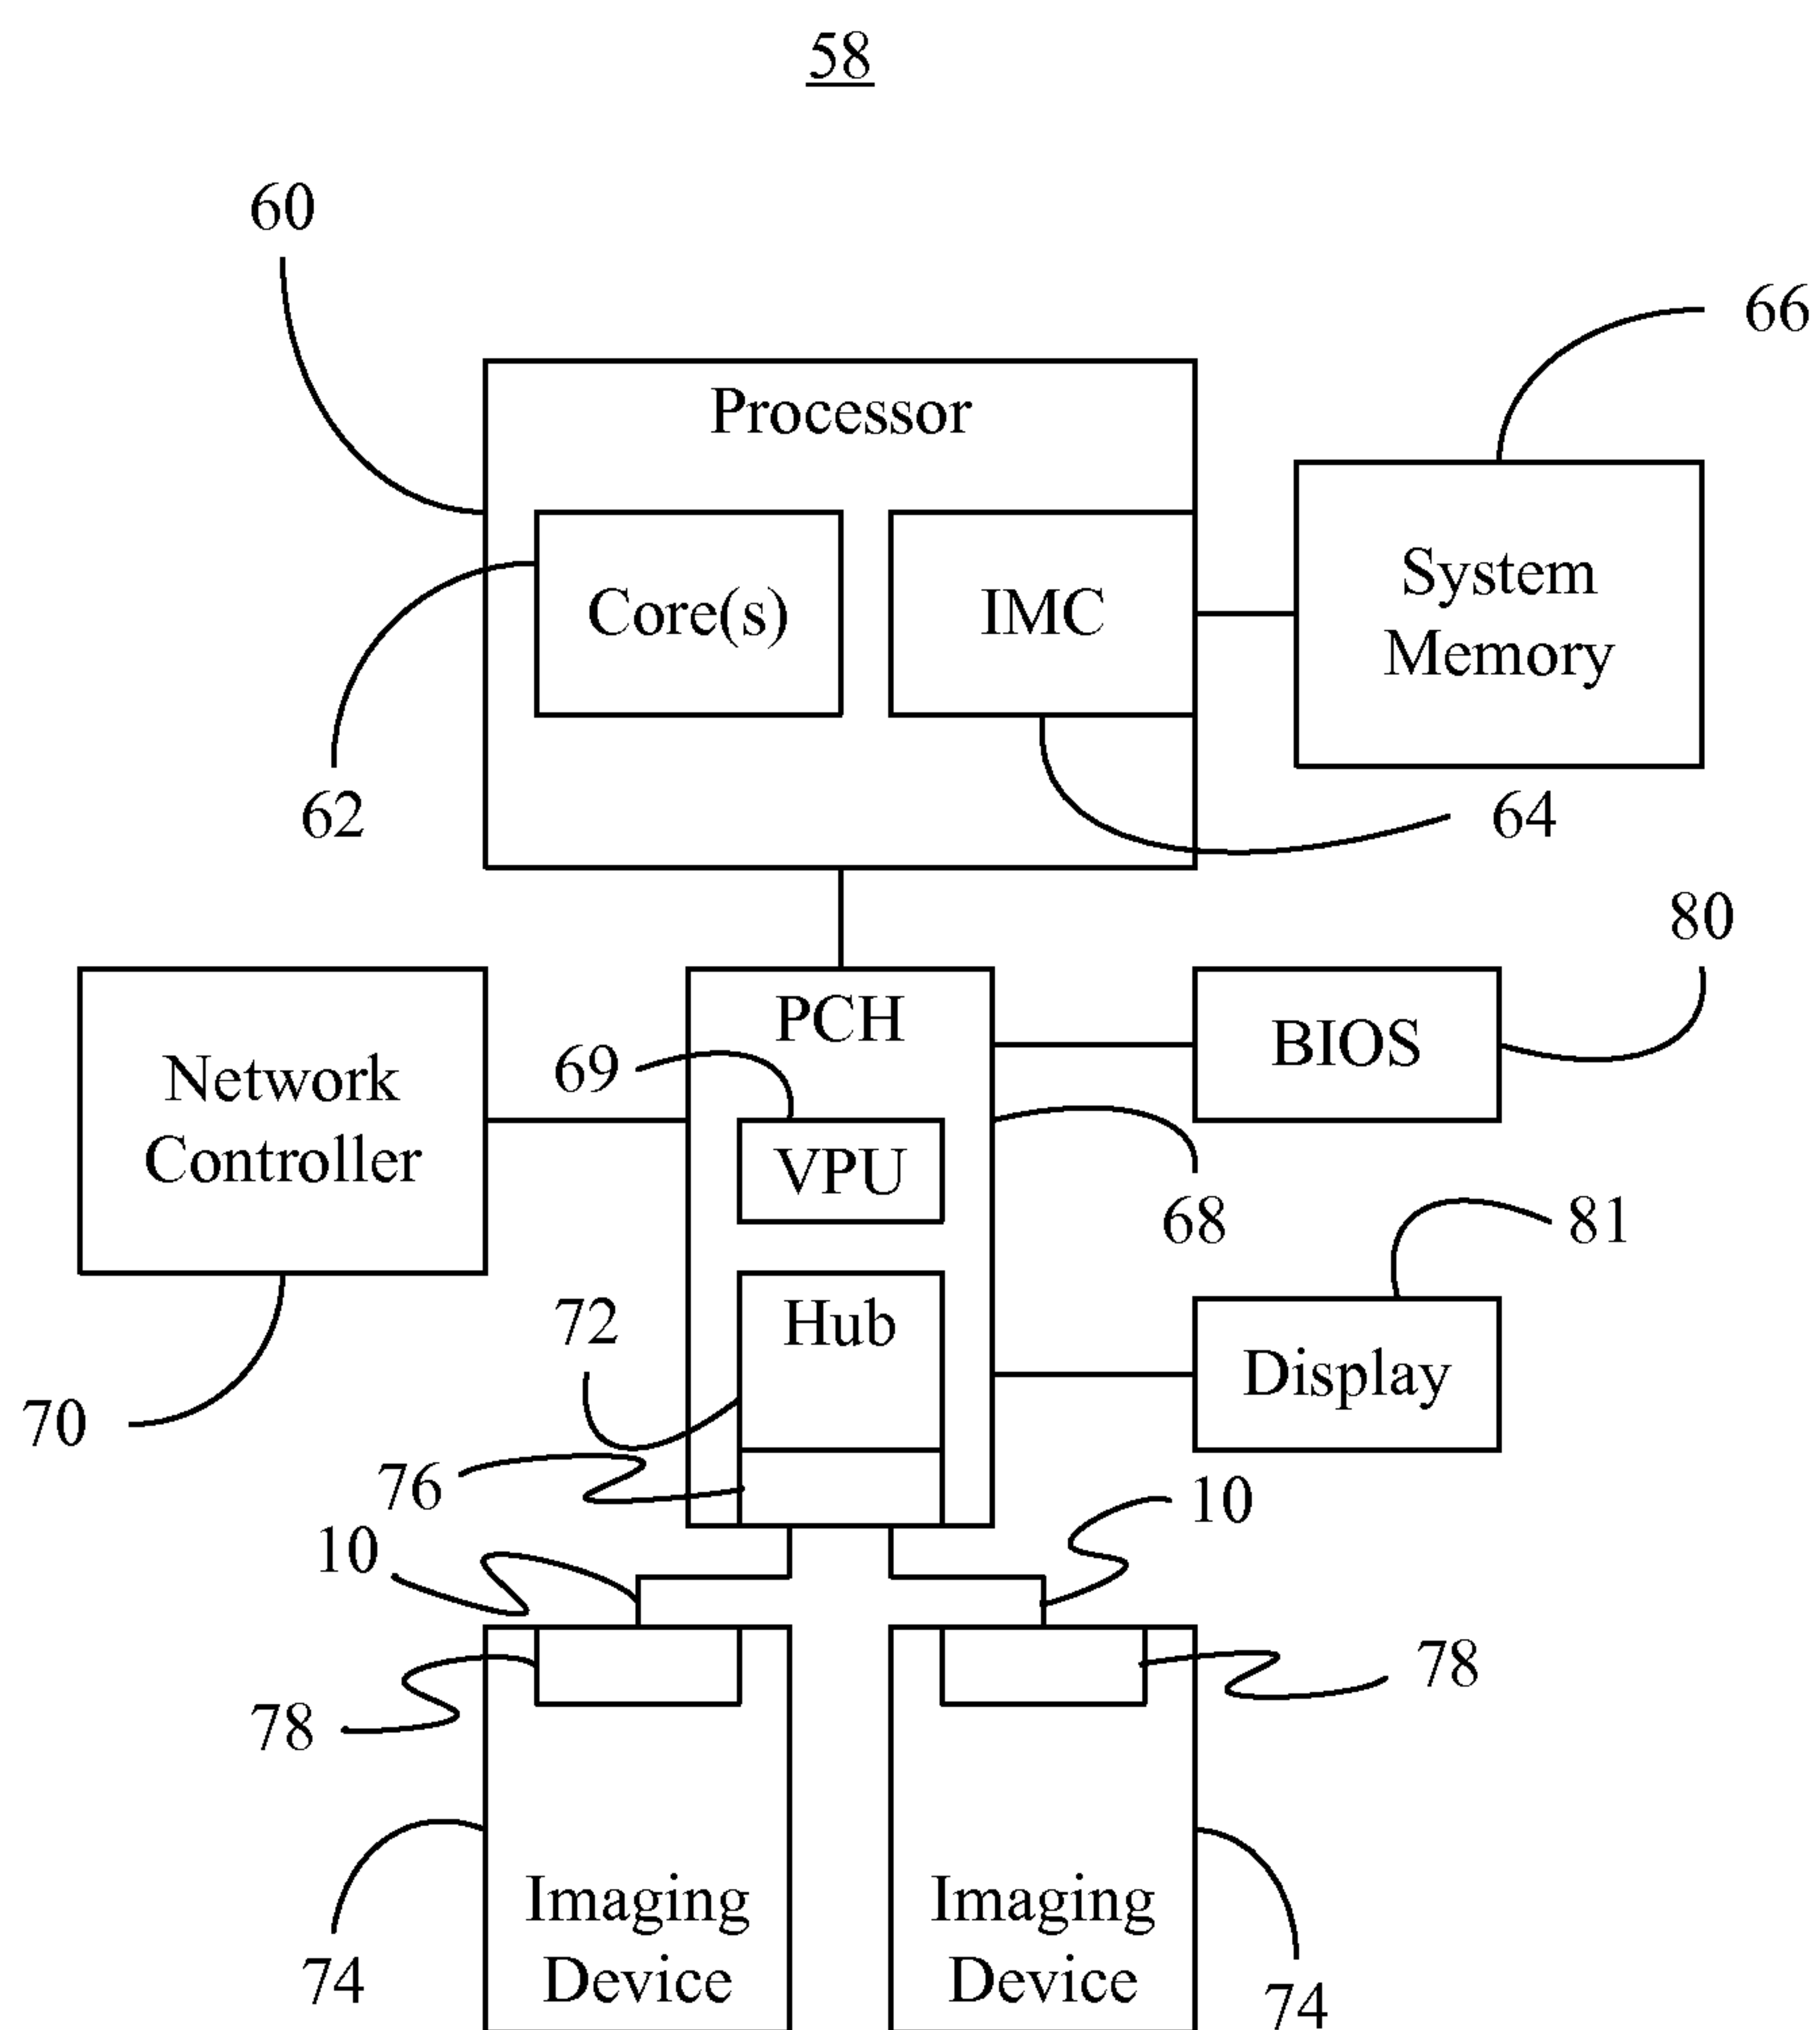 58
60
66
Processor
Core(s)
IMC
System
Memory
62
64
80
Network
Controller
69
PCH
VPU
BIOS
68
81
72
Hub
Display
70
76
10
10
78
78
Imaging
Device
Imaging
Device
74
74